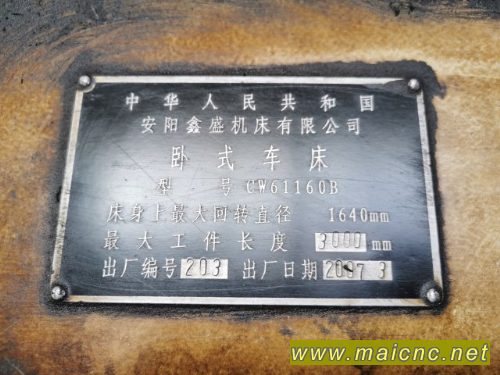 中华人民共和国
安阳鑫盛机床有限公司
卧式车床
型号 CW61160B
床身上最大回转直径 1640mm
最大工件长度 3000mm
出厂编号 203 出厂日期 2007 3
www.maicnc.net